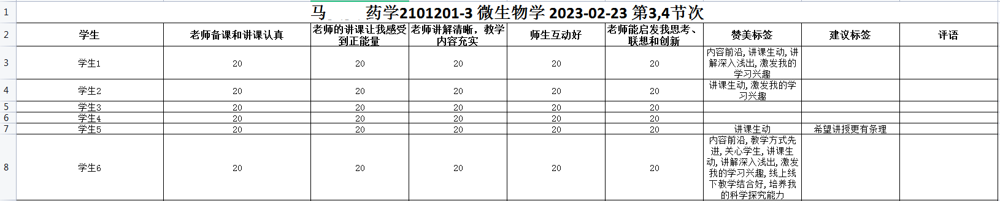 1 马 药学2101201-3 微生物学 2023-02-23 第3,4节次
2 学生 老师备课和讲课认真 老师的讲课让我感受到正能量 老师讲解清晰，教学内容充实 师生互动好 老师能启发我思考、联想和创新 赞美标签 建议标签 评语
3 学生1 20 20 20 20 20 内容前沿,讲课生动,讲解深入浅出,激发我的学习兴趣
4 学生2 20 20 20 20 20 讲课生动,激发我的学习兴趣
5 学生3 20 20 20 20 20
6 学生4 20 20 20 20 20
7 学生5 20 20 20 20 20 讲课生动 希望讲授更有条理
8 学生6 20 20 20 20 20 内容前沿,教学方式先进,关心学生,讲课生动,讲解深入浅出,激发我的学习兴趣,线上线下教学结合好,培养我的科学探究能力